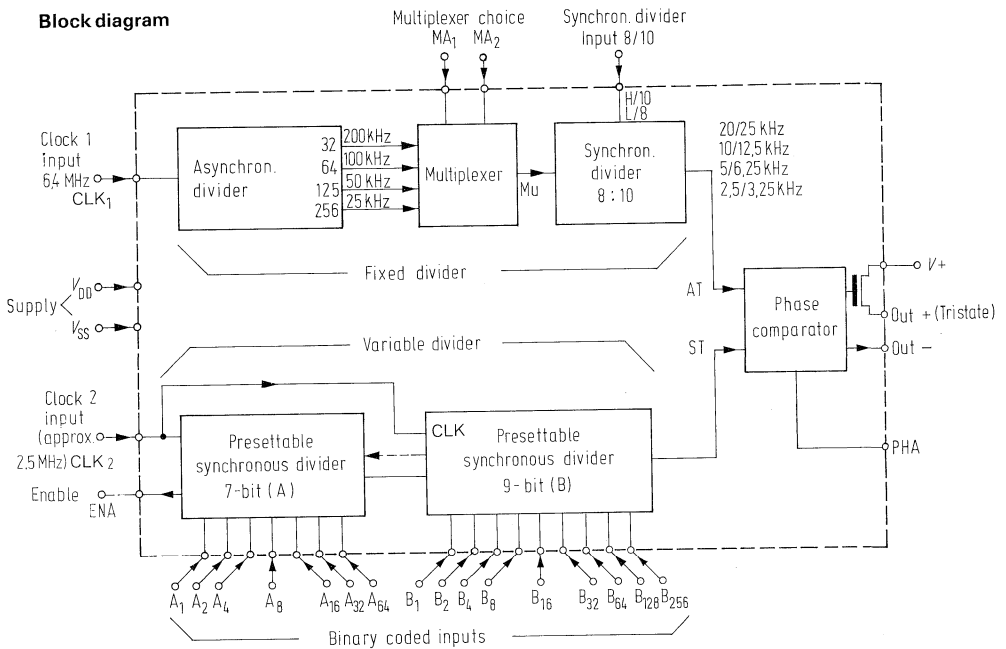 Block diagram
Multiplexer choice
MA1 MA2
Synchron. divider
Input 8/10
H/10
L/8
Clock 1
input
6,4 MHz
CLK1
Asynchron.
divider
32 200kHz
64 100kHz
125 50 kHz
256 25 kHz
Multiplexer
Mu
Synchron.
divider
8 : 10
20/25 kHz
10/12,5 kHz
5/6,25 kHz
2,5/3,25 kHz
Fixed divider
Supply
VDD
VSS
AT
ST
Phase
comparator
V+
Out + (Tristate)
Out −
PHA
Variable divider
Clock 2
input
(approx.
2,5 MHz) CLK2
Enable
ENA
Presettable
synchronous divider
7-bit (A)
CLK
Presettable
synchronous divider
9-bit (B)
A1 A2 A4 A8 A16 A32 A64
B1 B2 B4 B8 B16 B32 B64 B128 B256
Binary coded inputs